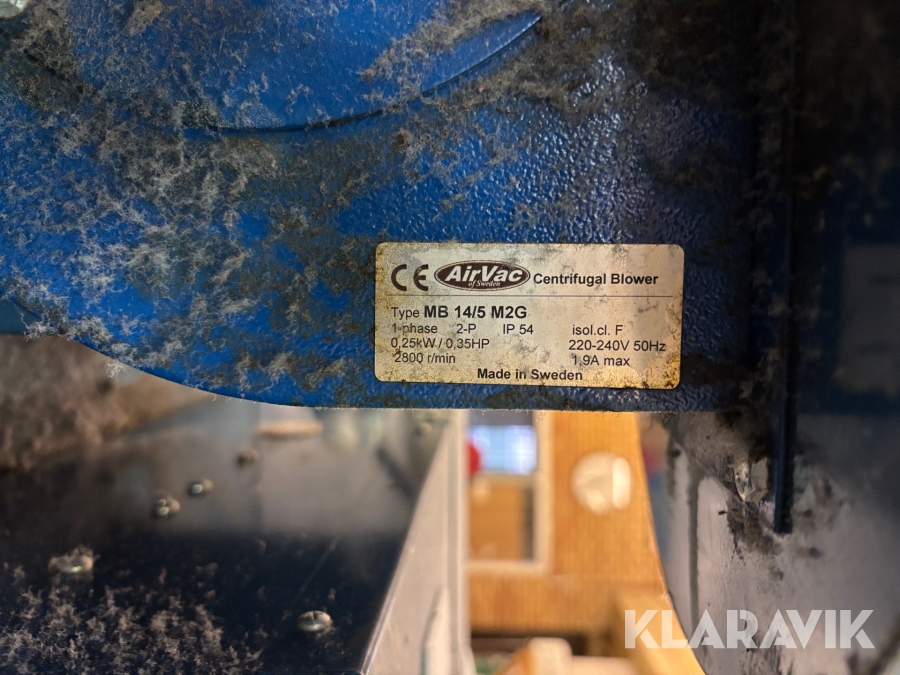 CE AirVac of Sweden Centrifugal Blower
Type MB 14/5 M2G
1-phase 2-P IP 54 isol.cl. F
0,25kW / 0,35HP 220-240V 50Hz
2800 r/min 1,9A max
Made in Sweden
KLARAVIK